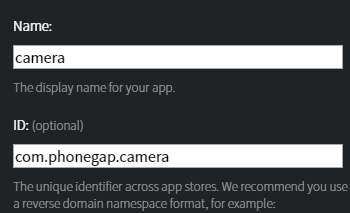 Name:
camera
The display name for your app.
ID: (optional)
com.phonegap.camera
The unique identifier across app stores. We recommend you use
a reverse domain namespace format, for example: